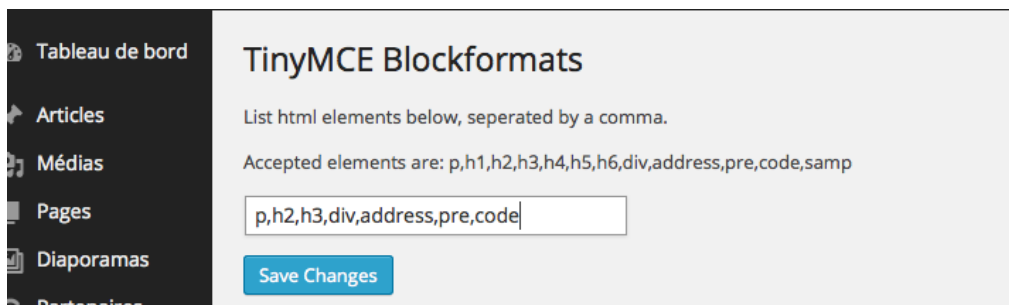 Tableau de bord
Articles
Médias
Pages
Diaporamas
Partenaires
TinyMCE Blockformats
List html elements below, seperated by a comma.
Accepted elements are: p,h1,h2,h3,h4,h5,h6,div,address,pre,code,samp
p,h2,h3,div,address,pre,code
Save Changes